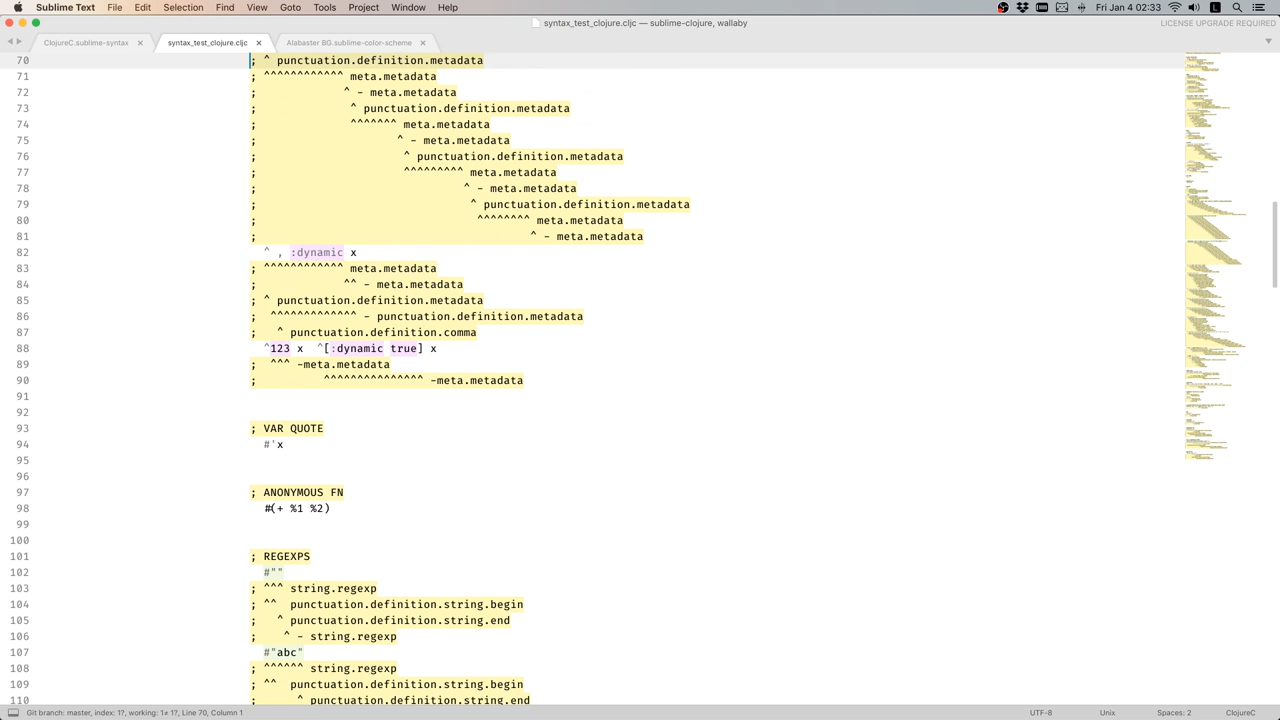 Sublime Text File Edit Selection Find View Goto Tools Project Window Help L Fri Jan 4 02:33
syntax_test_clojure.cljc — sublime-clojure, wallaby LICENSE UPGRADE REQUIRED
ClojureC.sublime-syntax × syntax_test_clojure.cljc × Alabaster BG.sublime-color-scheme ×
70 ; ^ punctuation.definition.metadata
71 ; ^^^^^^^^^^^^ meta.metadata
72 ;             ^ - meta.metadata
73 ;              ^ punctuation.definition.metadata
74 ;              ^^^^^^^ meta.metadata
75 ;                     ^ - meta.metadata
76 ;                      ^ punctuation.definition.metadata
77 ;                      ^^^^^^^^^ meta.metadata
78 ;                               ^ - meta.metadata
79 ;                                ^ punctuation.definition.metadata
80 ;                                 ^^^^^^^^ meta.metadata
81 ;                                         ^ - meta.metadata
82   ^ , :dynamic x
83 ; ^^^^^^^^^^^^ meta.metadata
84 ;             ^^ - meta.metadata
85 ; ^ punctuation.definition.metadata
86 ;  ^^^^^^^^^^^^^ - punctuation.definition.metadata
87 ;   ^ punctuation.definition.comma
88   ^123 x  ^[:dynamic true] x
89 ;  ^^^ -meta.metadata
90 ;          ^^^^^^^^^^^^^^^ -meta.metadata
91
92
93 ; VAR QUOTE
94   #'x
95
96
97 ; ANONYMOUS FN
98   #(+ %1 %2)
99
100
101 ; REGEXPS
102   #""
103 ; ^^^ string.regexp
104 ; ^^  punctuation.definition.string.begin
105 ;   ^ punctuation.definition.string.end
106 ;    ^ - string.regexp
107   #"abc"
108 ; ^^^^^^ string.regexp
109 ; ^^  punctuation.definition.string.begin
110 ;      ^ punctuation.definition.string.end
Git branch: master, index: 1?, working: 1≠ 1?, Line 70, Column 1 UTF-8 Unix Spaces: 2 ClojureC